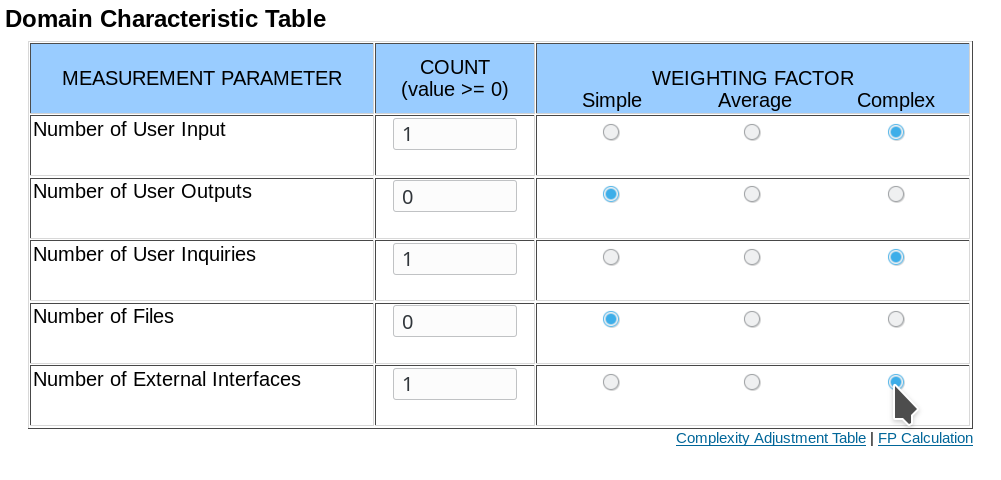 Domain Characteristic Table
MEASUREMENT PARAMETER
COUNT
(value >= 0)
WEIGHTING FACTOR
Simple Average Complex
Number of User Input 1
Number of User Outputs 0
Number of User Inquiries 1
Number of Files 0
Number of External Interfaces 1
Complexity Adjustment Table | FP Calculation